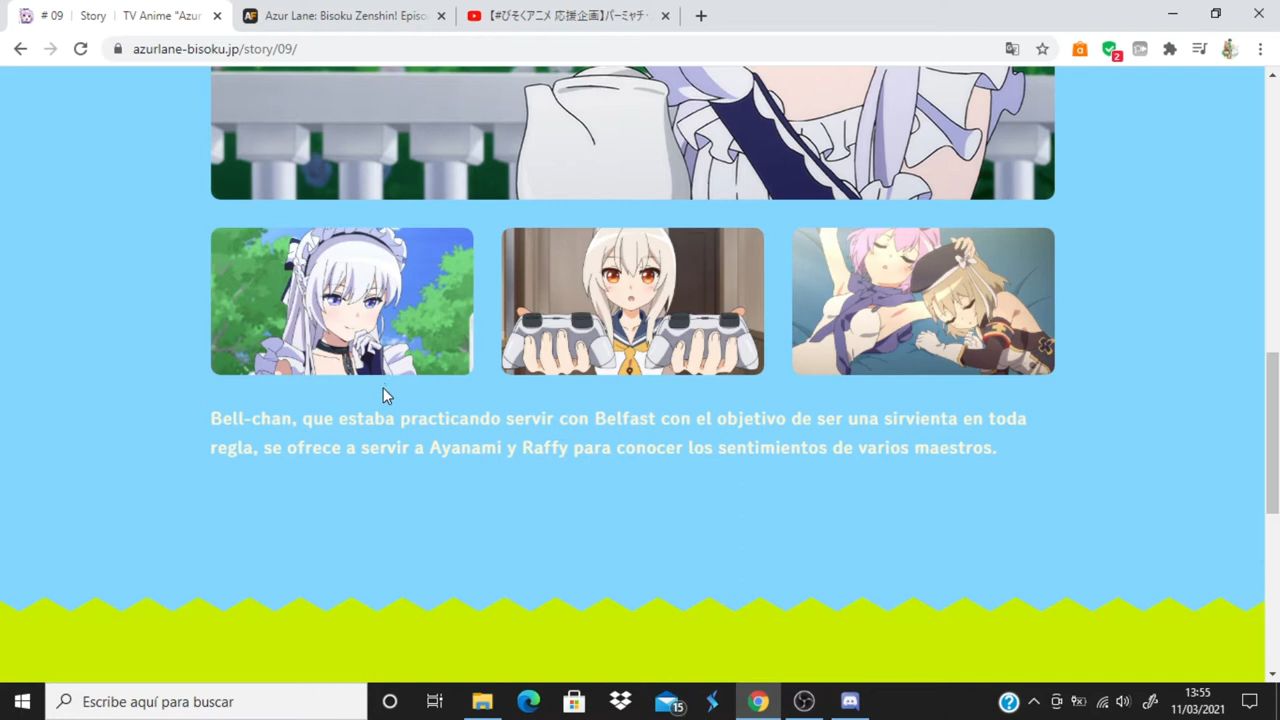 # 09 Story TV Anime "Azur
Azur Lane: Bisoku Zenshin! Episo
【#びそくアニメ 応援企画】バーミヤチ
azurlane-bisoku.jp/story/09/
2
Bell-chan, que estaba practicando servir con Belfast con el objetivo de ser una sirvienta en toda
regla, se ofrece a servir a Ayanami y Raffy para conocer los sentimientos de varios maestros.
Escribe aquí para buscar
15
13:55
11/03/2021